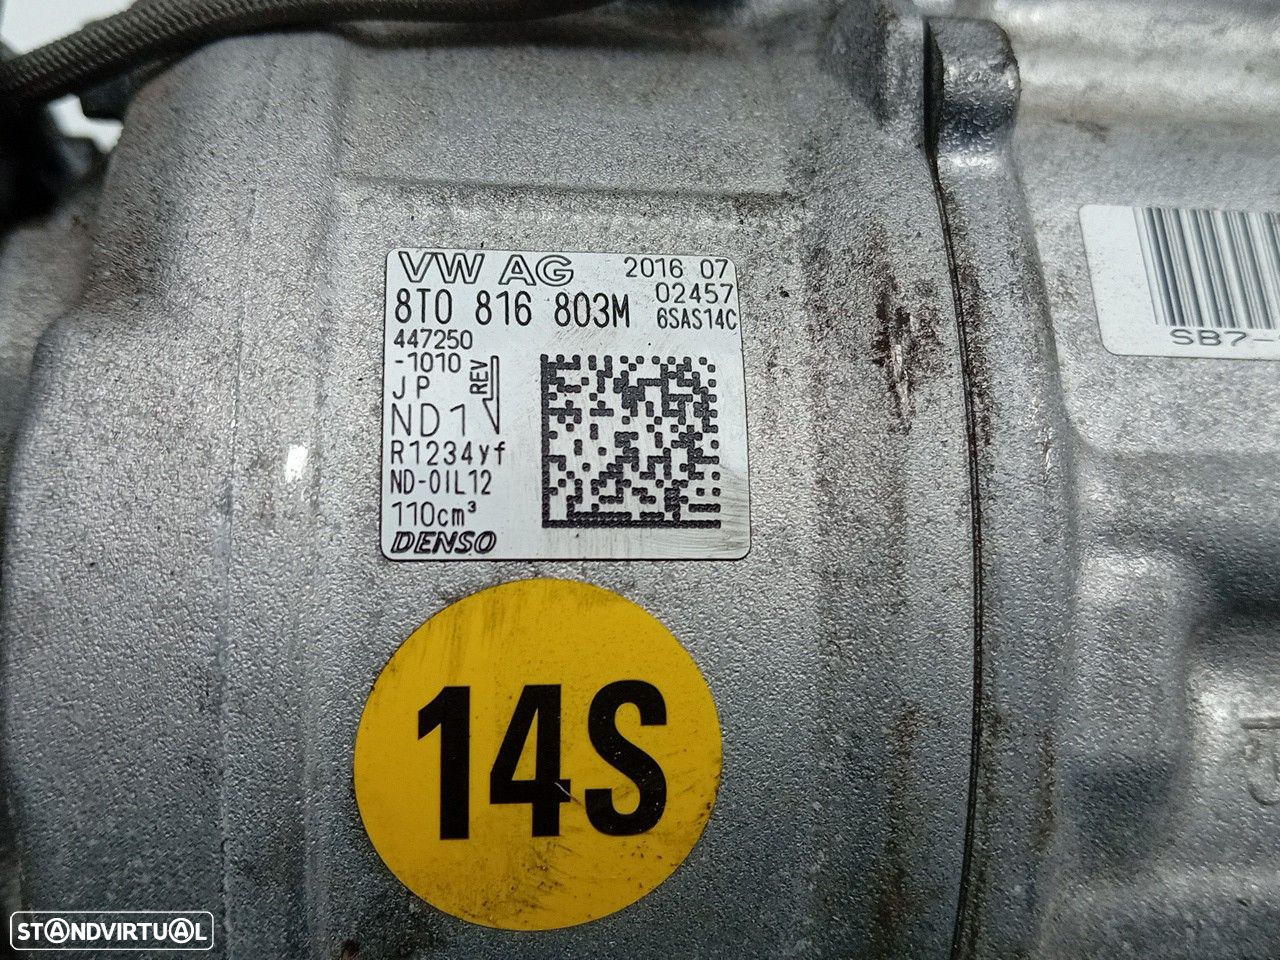 VW AG 2016 07
02457
8T0 816 803M 6SAS14C
447250
-1010
JP REV
ND1
R1234yf
ND-OIL12
110cm³
DENSO
SB7-
14S
STANDVIRTUAL